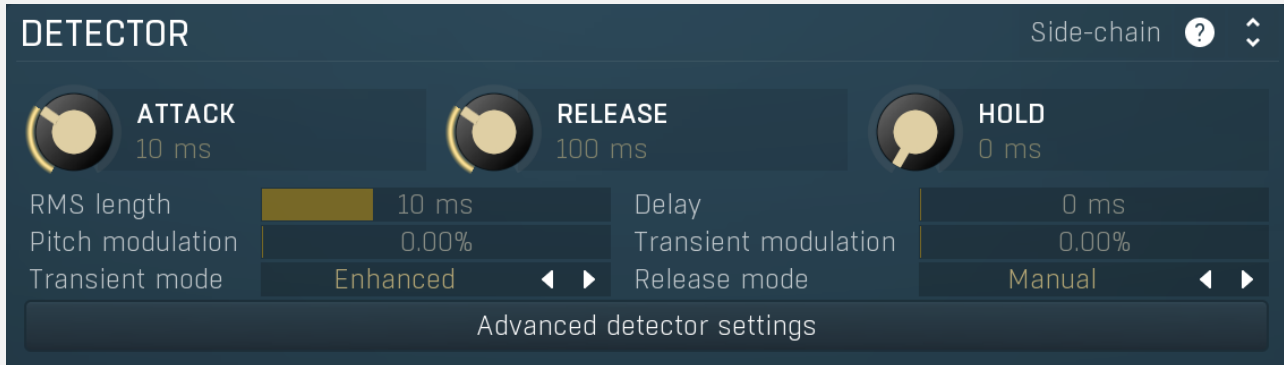 DETECTOR Side-chain ?
ATTACK RELEASE HOLD
10 ms 100 ms 0 ms
RMS length 10 ms Delay 0 ms
Pitch modulation 0.00% Transient modulation 0.00%
Transient mode Enhanced Release mode Manual
Advanced detector settings